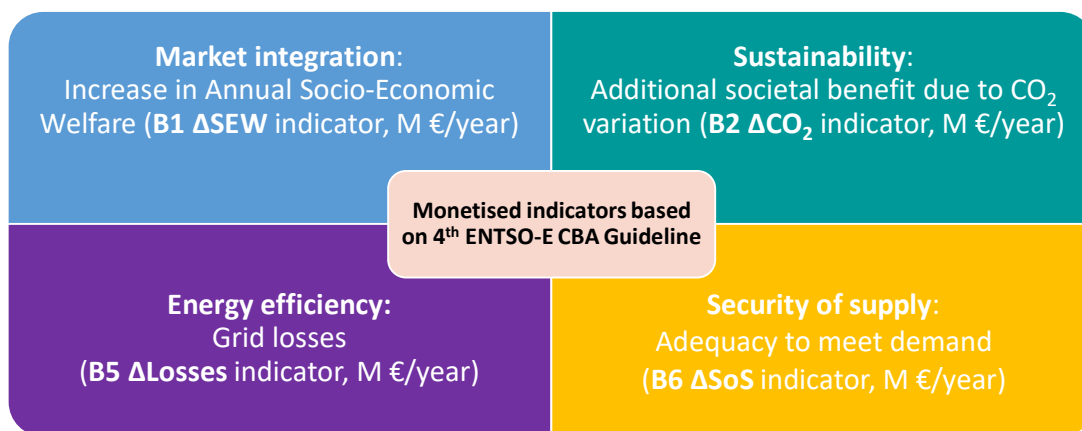 Market integration:
Increase in Annual Socio-Economic
Welfare (B1 ΔSEW indicator, M €/year)
Sustainability:
Additional societal benefit due to CO₂
variation (B2 ΔCO₂ indicator, M €/year)
Monetised indicators based
on 4th ENTSO-E CBA Guideline
Energy efficiency:
Grid losses
(B5 ΔLosses indicator, M €/year)
Security of supply:
Adequacy to meet demand
(B6 ΔSoS indicator, M €/year)